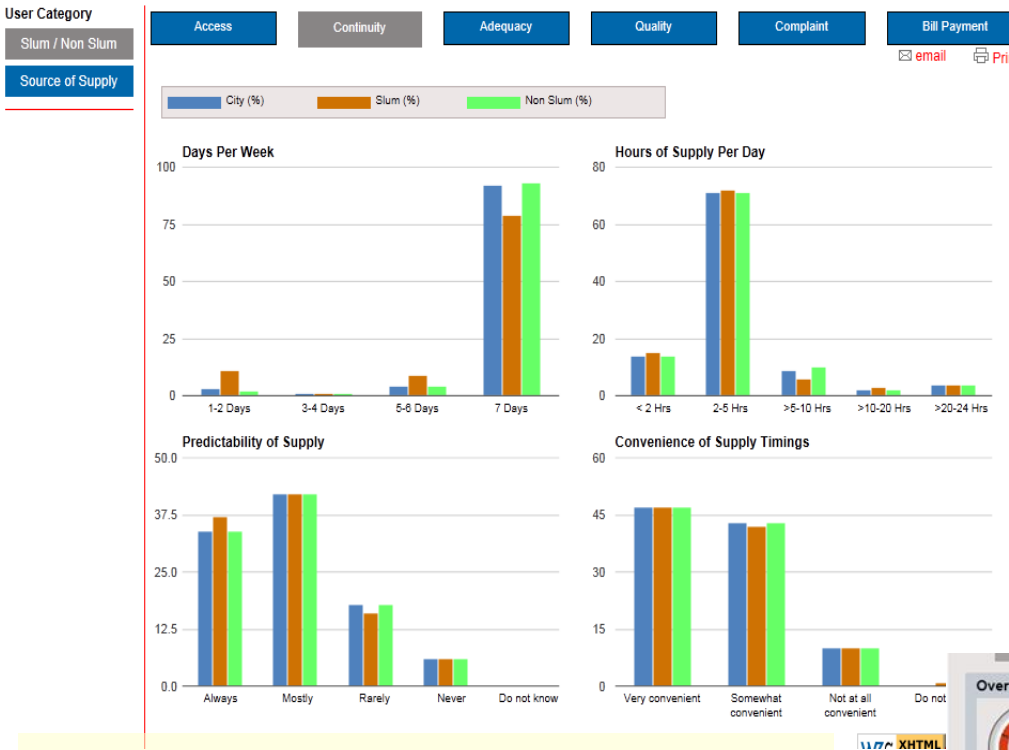 User Category
Slum / Non Slum
Source of Supply
Access Continuity Adequacy Quality Complaint Bill Payment
email
City (%) Slum (%) Non Slum (%)
Days Per Week
100
75
50
25
0
1-2 Days 3-4 Days 5-6 Days 7 Days
Hours of Supply Per Day
80
60
40
20
0
< 2 Hrs 2-5 Hrs >5-10 Hrs >10-20 Hrs >20-24 Hrs
Predictability of Supply
50.0
37.5
25.0
12.5
0.0
Always Mostly Rarely Never Do not know
Convenience of Supply Timings
60
45
30
15
0
Very convenient Somewhat convenient Not at all convenient Do not
Over
W3C XHTML